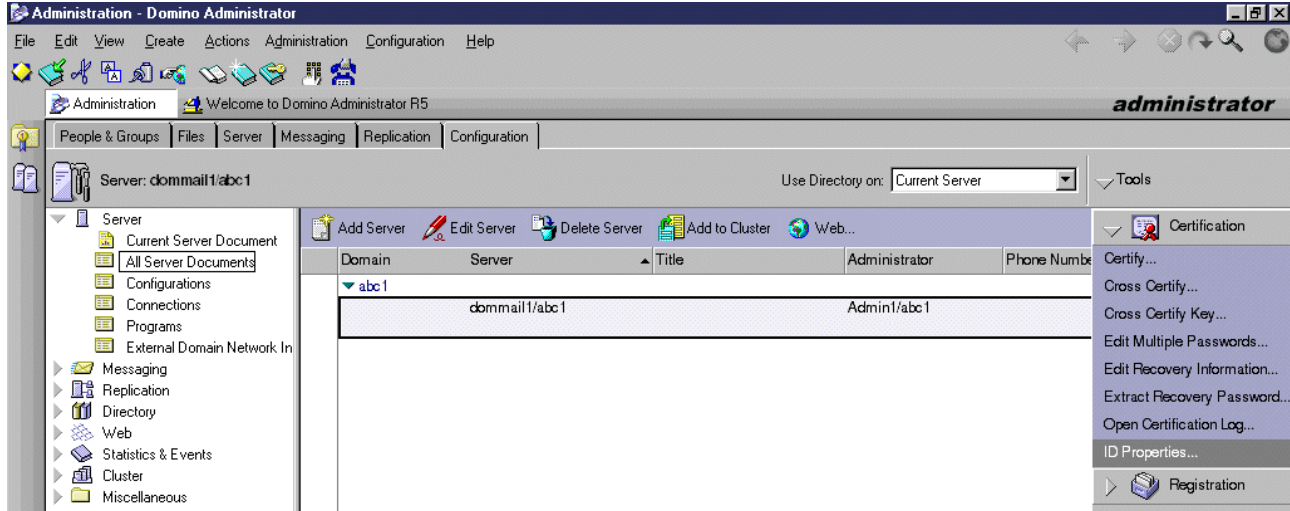 Administration - Domino Administrator
File Edit View Create Actions Administration Configuration Help
Administration Welcome to Domino Administrator R5 administrator
People & Groups Files Server Messaging Replication Configuration
Server: dommail1/abc1 Use Directory on: Current Server Tools
Server
Current Server Document
All Server Documents
Configurations
Connections
Programs
External Domain Network In
Messaging
Replication
Directory
Web
Statistics & Events
Cluster
Miscellaneous
Add Server Edit Server Delete Server Add to Cluster Web...
Domain Server Title Administrator Phone Numbe
abc1
dommail1/abc1 Admin1/abc1
Certification
Certify...
Cross Certify...
Cross Certify Key...
Edit Multiple Passwords...
Edit Recovery Information...
Extract Recovery Password...
Open Certification Log...
ID Properties...
Registration